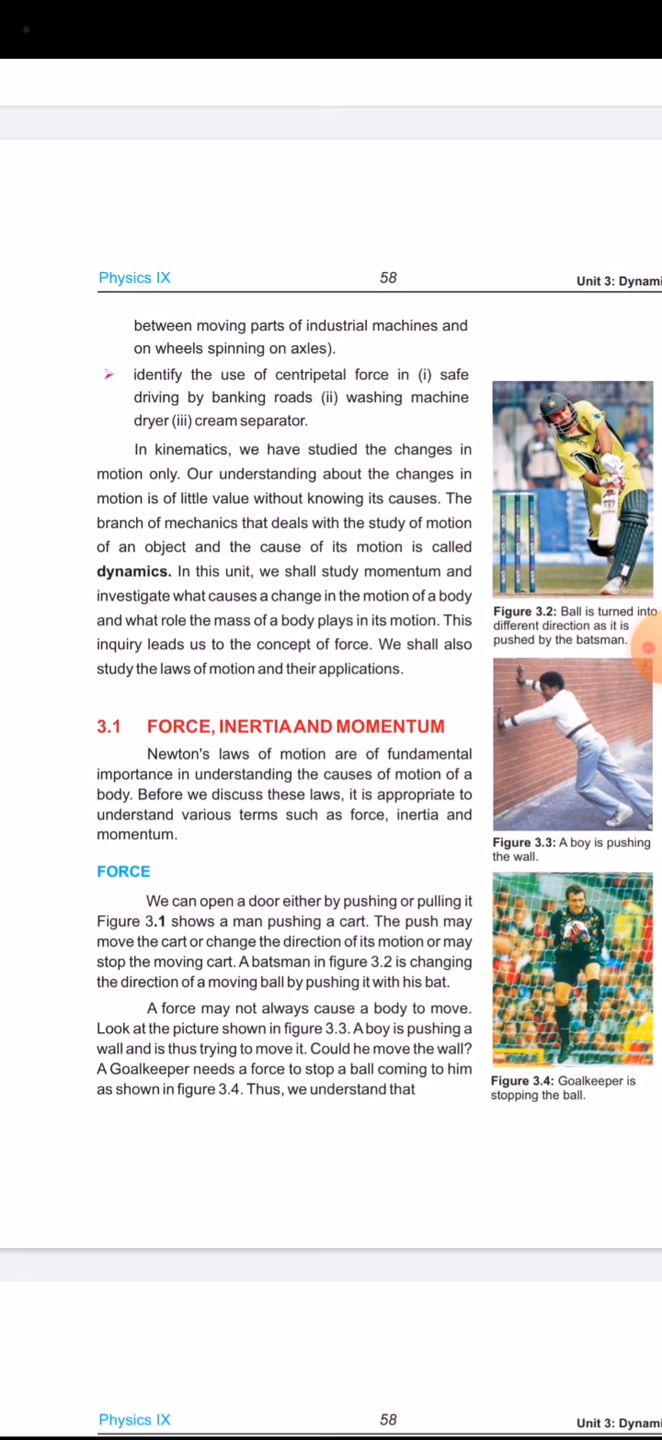 Physics IX 58 Unit 3: Dynami
between moving parts of industrial machines and
on wheels spinning on axles).
➢ identify the use of centripetal force in (i) safe
driving by banking roads (ii) washing machine
dryer (iii) cream separator.
In kinematics, we have studied the changes in
motion only. Our understanding about the changes in
motion is of little value without knowing its causes. The
branch of mechanics that deals with the study of motion
of an object and the cause of its motion is called
dynamics. In this unit, we shall study momentum and
investigate what causes a change in the motion of a body
and what role the mass of a body plays in its motion. This
inquiry leads us to the concept of force. We shall also
study the laws of motion and their applications.
3.1 FORCE, INERTIA AND MOMENTUM
Newton's laws of motion are of fundamental
importance in understanding the causes of motion of a
body. Before we discuss these laws, it is appropriate to
understand various terms such as force, inertia and
momentum.
FORCE
We can open a door either by pushing or pulling it
Figure 3.1 shows a man pushing a cart. The push may
move the cart or change the direction of its motion or may
stop the moving cart. A batsman in figure 3.2 is changing
the direction of a moving ball by pushing it with his bat.
A force may not always cause a body to move.
Look at the picture shown in figure 3.3. A boy is pushing a
wall and is thus trying to move it. Could he move the wall?
A Goalkeeper needs a force to stop a ball coming to him
as shown in figure 3.4. Thus, we understand that
Figure 3.2: Ball is turned into
different direction as it is
pushed by the batsman.
Figure 3.3: A boy is pushing
the wall.
Figure 3.4: Goalkeeper is
stopping the ball.
Physics IX 58 Unit 3: Dynami